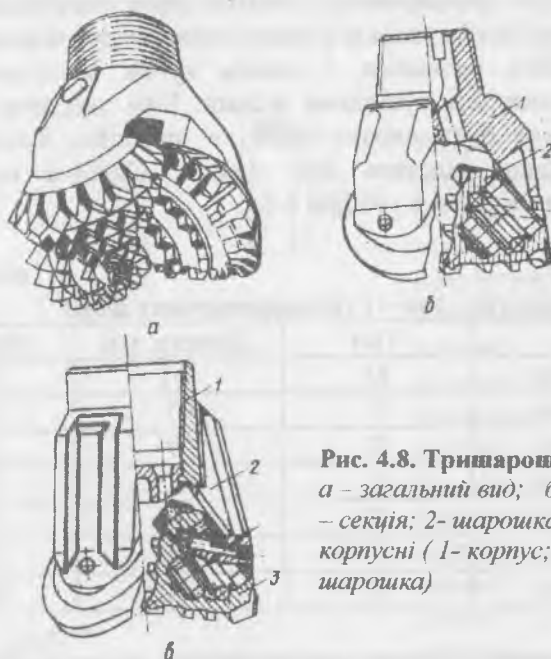 1
2
а
б
1
2
3
в
Рис. 4.8. Тришарош
а – загальний вид; б
– секція; 2- шарошка
корпусні ( 1- корпус;
шарошка)